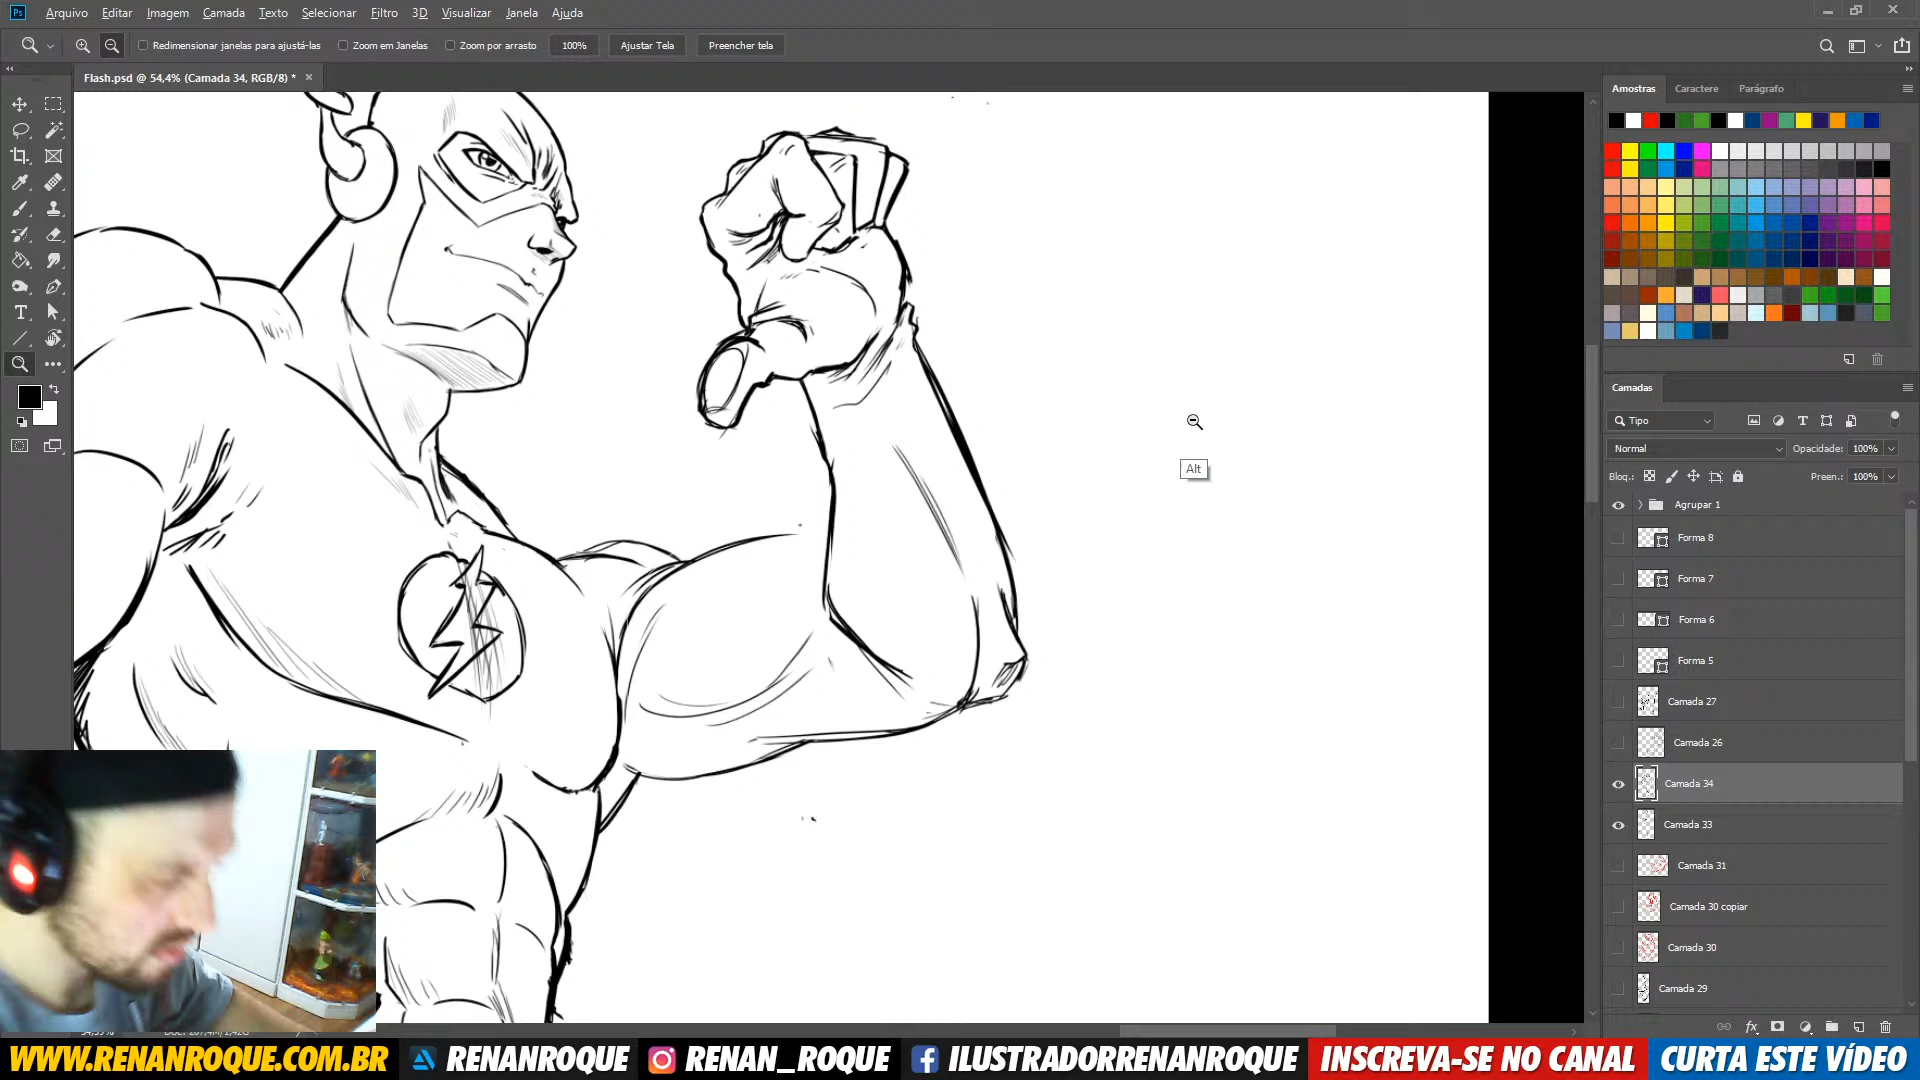 Ps Arquivo Editar Imagem Camada Texto Selecionar Filtro 3D Visualizar Janela Ajuda
Redimensionar janelas para ajustá-las Zoom em Janelas Zoom por arrasto 100% Ajustar Tela Preencher tela
Flash.psd @ 54,4% (Camada 34, RGB/8) *
Amostras Caractere Parágrafo
Camadas
Tipo
Normal Opacidade: 100%
Bloq.: Preen.: 100%
Agrupar 1
Forma 8
Forma 7
Forma 6
Forma 5
Camada 27
Camada 26
Camada 34
Camada 33
Camada 31
Camada 30 copiar
Camada 30
Camada 29
Alt
WWW.RENANROQUE.COM.BR RENANROQUE RENAN_ROQUE ILUSTRADORRENANROQUE INSCREVA-SE NO CANAL CURTA ESTE VÍDEO